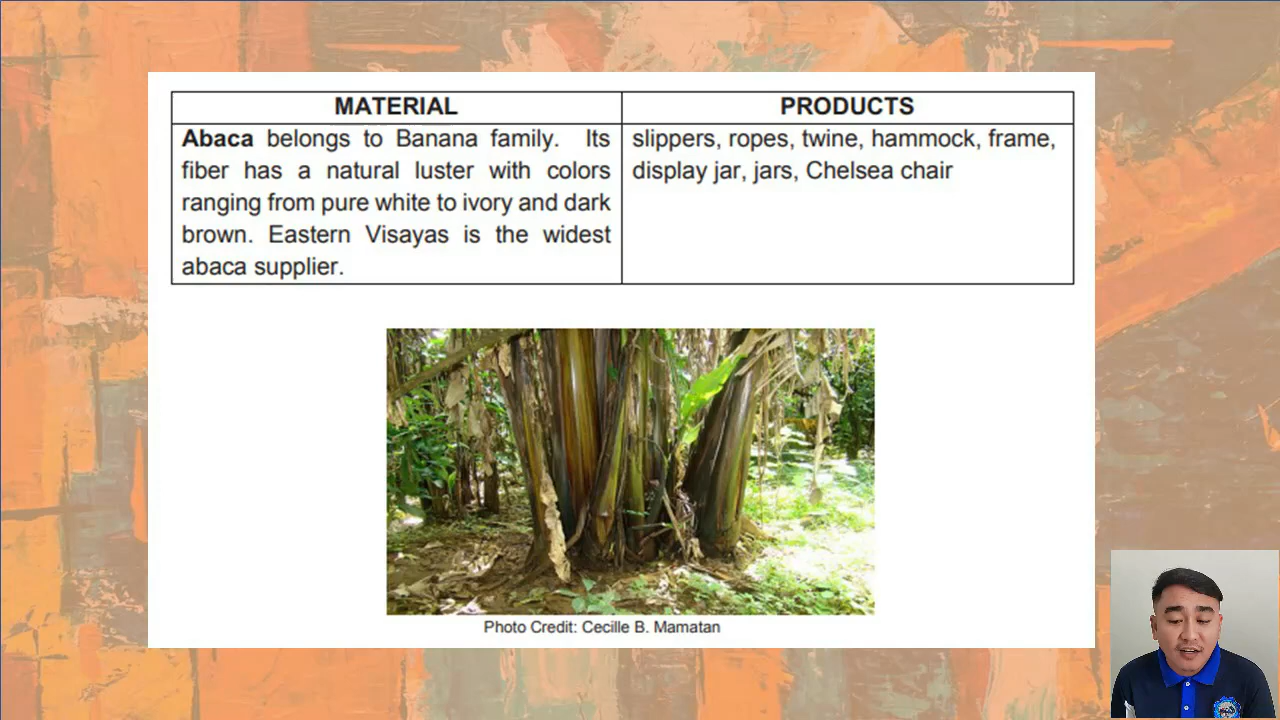 MATERIAL
PRODUCTS
Abaca belongs to Banana family. Its
fiber has a natural luster with colors
ranging from pure white to ivory and dark
brown. Eastern Visayas is the widest
abaca supplier.
slippers, ropes, twine, hammock, frame,
display jar, jars, Chelsea chair
Photo Credit: Cecille B. Mamatan